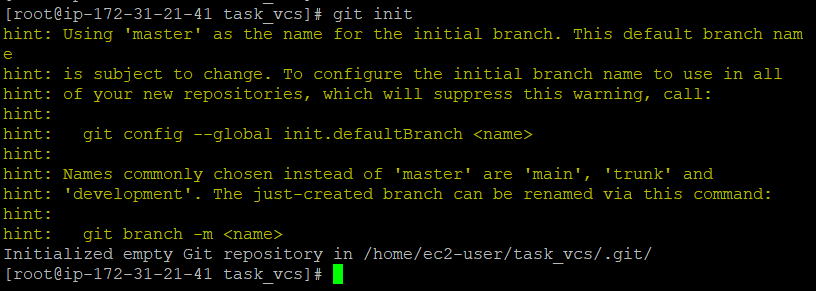 [root@ip-172-31-21-41 task_vcs]# git init
hint: Using 'master' as the name for the initial branch. This default branch nam
e
hint: is subject to change. To configure the initial branch name to use in all
hint: of your new repositories, which will suppress this warning, call:
hint:
hint:   git config --global init.defaultBranch <name>
hint:
hint: Names commonly chosen instead of 'master' are 'main', 'trunk' and
hint: 'development'. The just-created branch can be renamed via this command:
hint:
hint:   git branch -m <name>
Initialized empty Git repository in /home/ec2-user/task_vcs/.git/
[root@ip-172-31-21-41 task_vcs]#